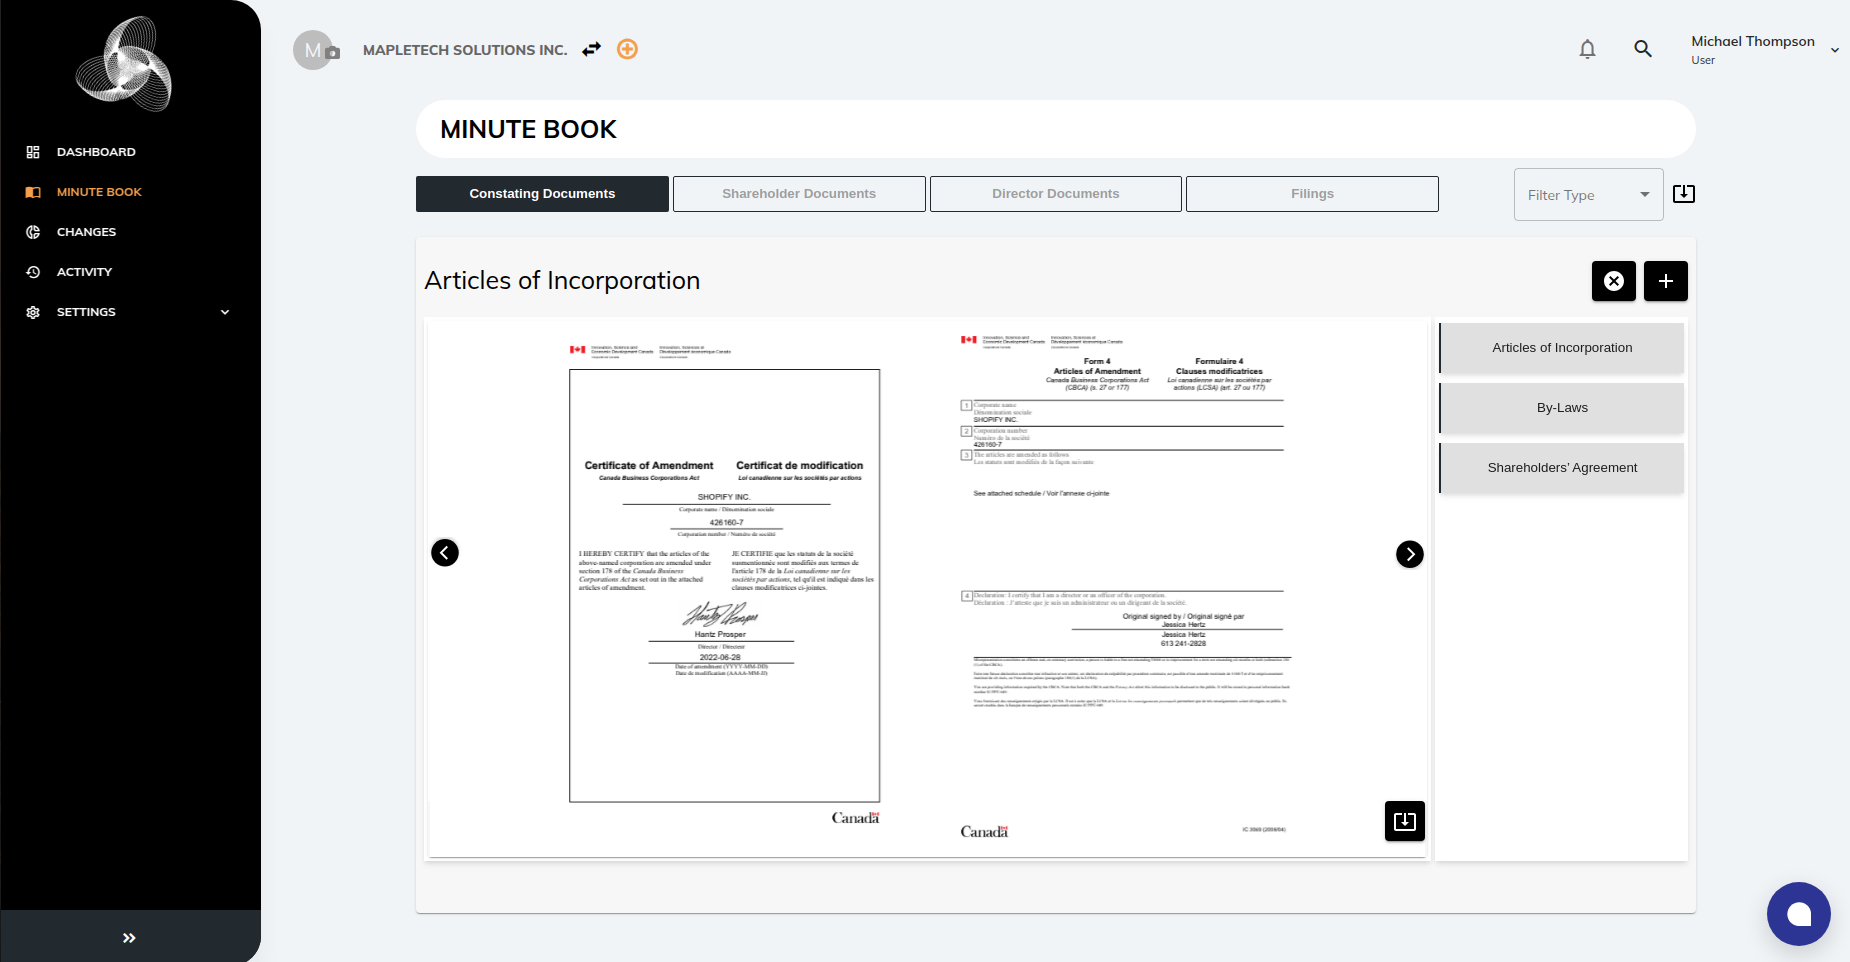 M
MAPLETECH SOLUTIONS INC.
Michael Thompson
User
DASHBOARD
MINUTE BOOK
CHANGES
ACTIVITY
SETTINGS
MINUTE BOOK
Constating Documents
Shareholder Documents
Director Documents
Filings
Filter Type
Articles of Incorporation
Innovation, Science and
Economic Development Canada
Innovation, Sciences et
Développement économique Canada
Certificate of Amendment
Certificat de modification
Canada Business Corporations Act
Loi canadienne sur les sociétés par actions
SHOPIFY INC.
Corporate name / Dénomination sociale
426160-7
Corporation number / Numéro de société
I HEREBY CERTIFY that the articles of the
above-named corporation are amended under
section 178 of the Canada Business
Corporations Act as set out in the attached
articles of amendment.
JE CERTIFIE que les statuts de la société
susmentionnée sont modifiés aux termes de
l'article 178 de la Loi canadienne sur les
sociétés par actions, tel qu'il est indiqué dans les
clauses modificatrices ci-jointes.
Hantz Prosper
Hantz Prosper
Director / Directeur
2022-06-28
Date of amendment (YYYY-MM-DD)
Date de modification (AAAA-MM-JJ)
Canada
Innovation, Science and
Economic Development Canada
Innovation, Sciences et
Développement économique Canada
Form 4
Articles of Amendment
Canada Business Corporations Act
(CBCA) (s. 27 or 177)
Formulaire 4
Clauses modificatrices
Loi canadienne sur les sociétés par
actions (LCSA) (art. 27 ou 177)
1 Corporate name
Dénomination sociale
SHOPIFY INC.
2 Corporation number
Numéro de la société
426160-7
3 The articles are amended as follows
Les statuts sont modifiés de la façon suivante
See attached schedule / Voir l'annexe ci-jointe
4 Declaration: I certify that I am a director or an officer of the corporation.
Déclaration : J'atteste que je suis un administrateur ou un dirigeant de la société.
Original signed by / Original signé par
Jessica Hertz
Jessica Hertz
613 241-2828
Canada
Articles of Incorporation
By-Laws
Shareholders' Agreement